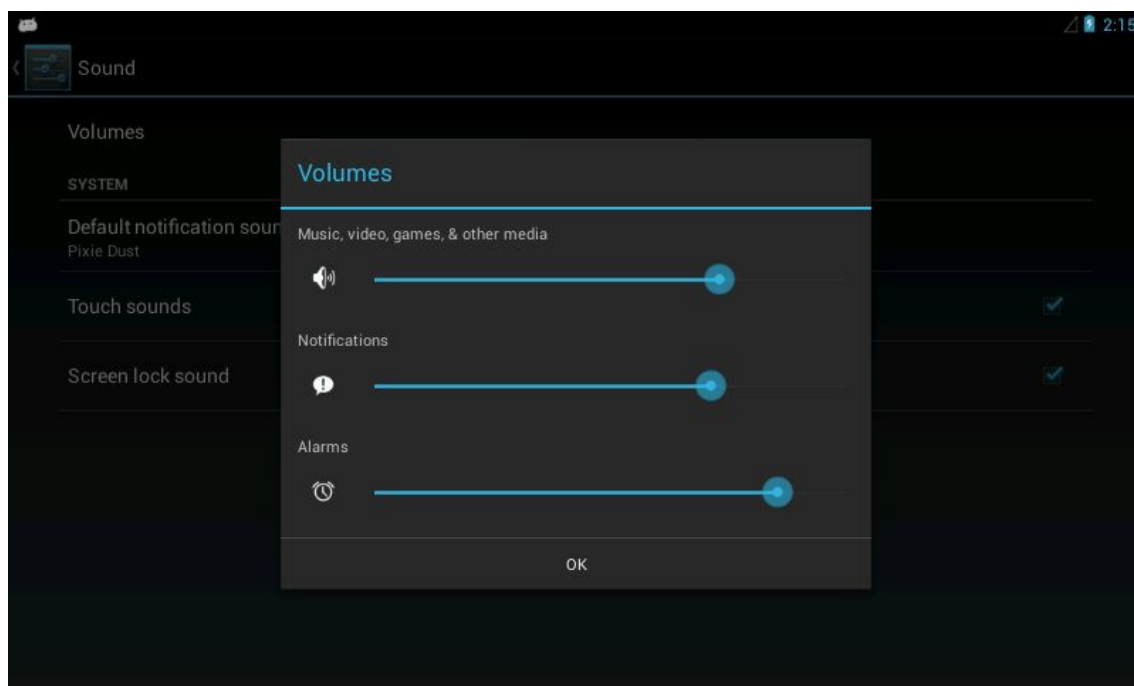 2:15
Sound
Volumes
SYSTEM
Default notification soun
Pixie Dust
Touch sounds
Screen lock sound
Volumes
Music, video, games, & other media
Notifications
Alarms
OK